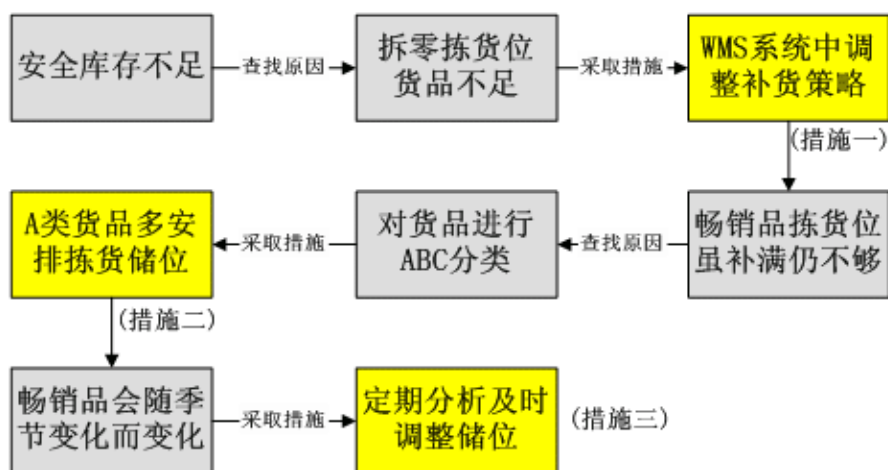 安全库存不足
查找原因
拆零拣货位
货品不足
采取措施
WMS系统中调
整补货策略
(措施一)
畅销品拣货位
虽补满仍不够
查找原因
对货品进行
ABC分类
采取措施
A类货品多安
排拣货储位
(措施二)
畅销品会随季
节变化而变化
采取措施
定期分析及时
调整储位
(措施三)